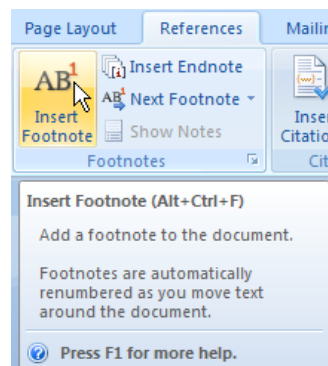 Page Layout References Mailin
AB1 Insert Endnote
AB1 Next Footnote
Insert Footnote Show Notes
Inser
Citatio
Footnotes Cit
Insert Footnote (Alt+Ctrl+F)
Add a footnote to the document.
Footnotes are automatically
renumbered as you move text
around the document.
Press F1 for more help.